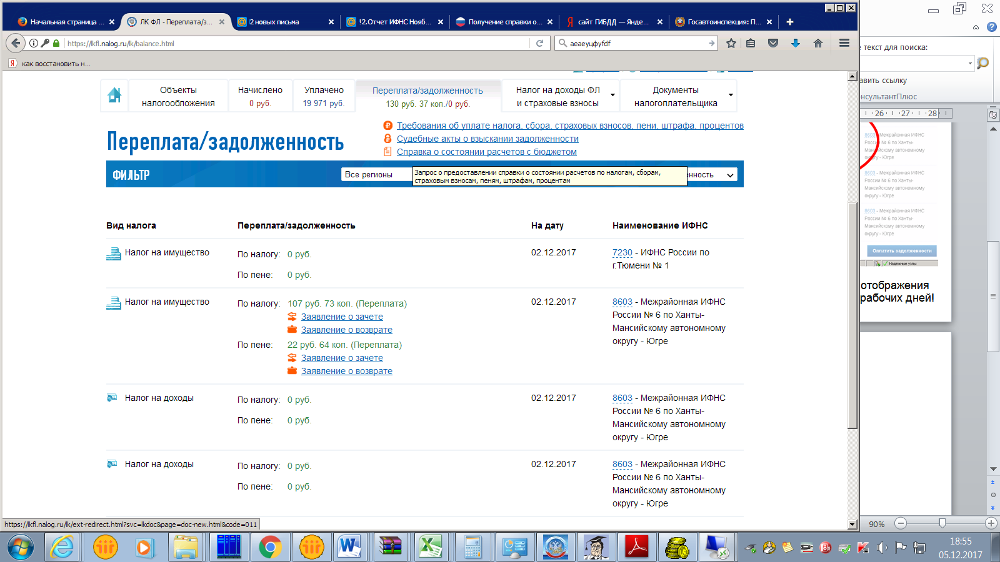 Начальная страница ...
ЛК ФЛ - Переплата/з...
2 новых письма
!2.Отчет ИФНС Нояб...
Получение справки о...
сайт ГИБДД — Янде...
Госавтоинспекция: П...
https://lkfl.nalog.ru/lk/balance.html
аеаеуцфуfdf
как восстановить н...
Объекты
налогообложения
Начислено
0 руб.
Уплачено
19 971 руб.
Переплата/задолженность
130 руб. 37 коп./0 руб.
Налог на доходы ФЛ
и страховые взносы
Документы
налогоплательщика
Переплата/задолженность
Требования об уплате налога, сбора, страховых взносов, пени, штрафа, процентов
Судебные акты о взыскании задолженности
Справка о состоянии расчетов с бюджетом
ФИЛЬТР
Все регионы
Запрос о предоставлении справки о состоянии расчетов по налогам, сборам,
страховым взносам, пеням, штрафам, процентам
нность
Вид налога
Переплата/задолженность
На дату
Наименование ИФНС
Налог на имущество
По налогу: 0 руб.
По пене: 0 руб.
02.12.2017
7230 - ИФНС России по
г.Тюмени № 1
Налог на имущество
По налогу: 107 руб. 73 коп. (Переплата)
Заявление о зачете
Заявление о возврате
По пене: 22 руб. 64 коп. (Переплата)
Заявление о зачете
Заявление о возврате
02.12.2017
8603 - Межрайонная ИФНС
России № 6 по Ханты-
Мансийскому автономному
округу - Югре
Налог на доходы
По налогу: 0 руб.
По пене: 0 руб.
02.12.2017
8603 - Межрайонная ИФНС
России № 6 по Ханты-
Мансийскому автономному
округу - Югре
Налог на доходы
По налогу: 0 руб.
По пене: 0 руб.
02.12.2017
8603 - Межрайонная ИФНС
России № 6 по Ханты-
Мансийскому автономному
округу - Югре
https://lkfl.nalog.ru/lk/ext-redirect.html?svc=lkdoc&page=doc-new.html&code=011
е текст для поиска:
авить ссылку
нсультантПлюс
26 27 28
8603 - Межрайонная ИФНС
России № 6 по Ханты-
Мансийскому автономному
округу - Югре
8603 - Межрайонная ИФНС
России № 6 по Ханты-
Мансийскому автономному
округу - Югре
8603 - Межрайонная ИФНС
России № 6 по Ханты-
Мансийскому автономному
округу - Югре
Оплатить задолженности
Надежные узлы
отображения
рабочих дней!
90%
18:55
05.12.2017